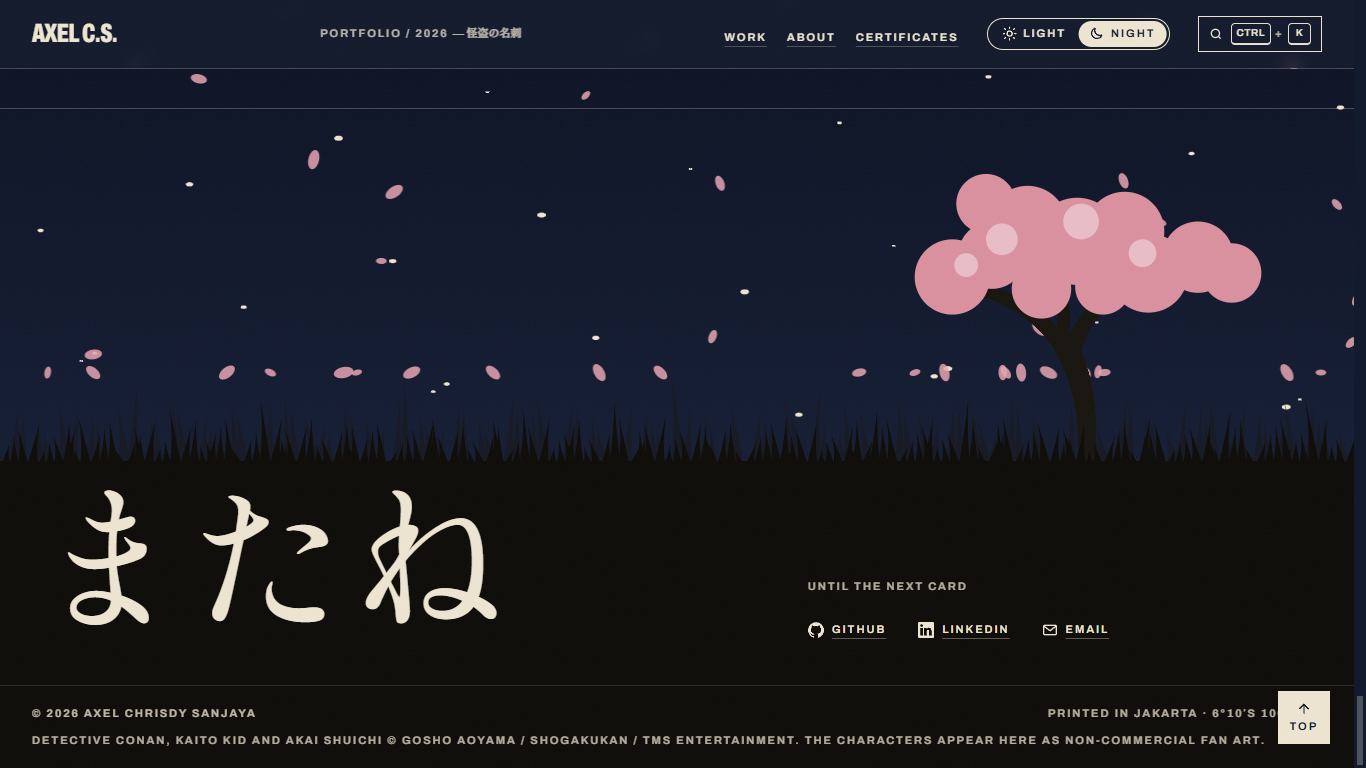 AXEL C.S.
PORTFOLIO / 2026 — 怪盗の名刺
WORK
ABOUT
CERTIFICATES
LIGHT
NIGHT
CTRL + K
またね
UNTIL THE NEXT CARD
GITHUB
LINKEDIN
EMAIL
© 2026 AXEL CHRISDY SANJAYA
PRINTED IN JAKARTA · 6°10'S
TOP
DETECTIVE CONAN, KAITO KID AND AKAI SHUICHI © GOSHO AOYAMA / SHOGAKUKAN / TMS ENTERTAINMENT. THE CHARACTERS APPEAR HERE AS NON-COMMERCIAL FAN ART.